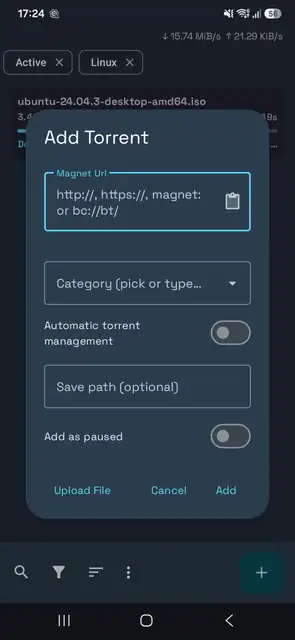 17:24
56
↓ 15.74 MiB/s ↑ 21.29 KiB/s
Active
Linux
ubuntu-24.04.3-desktop-amd64.iso
Add Torrent
Magnet Url
http://, https://, magnet:
or bc://bt/
Category (pick or type...
Automatic torrent
management
Save path (optional)
Add as paused
Upload File
Cancel
Add